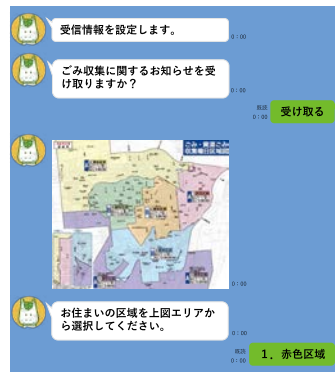 受信情報を設定します。
0:00
ごみ収集に関するお知らせを受
け取りますか？
0:00
既読
0:00
受け取る
0:00
お住まいの区域を上図エリアか
ら選択してください。
0:00
既読
0:00
1．赤色区域